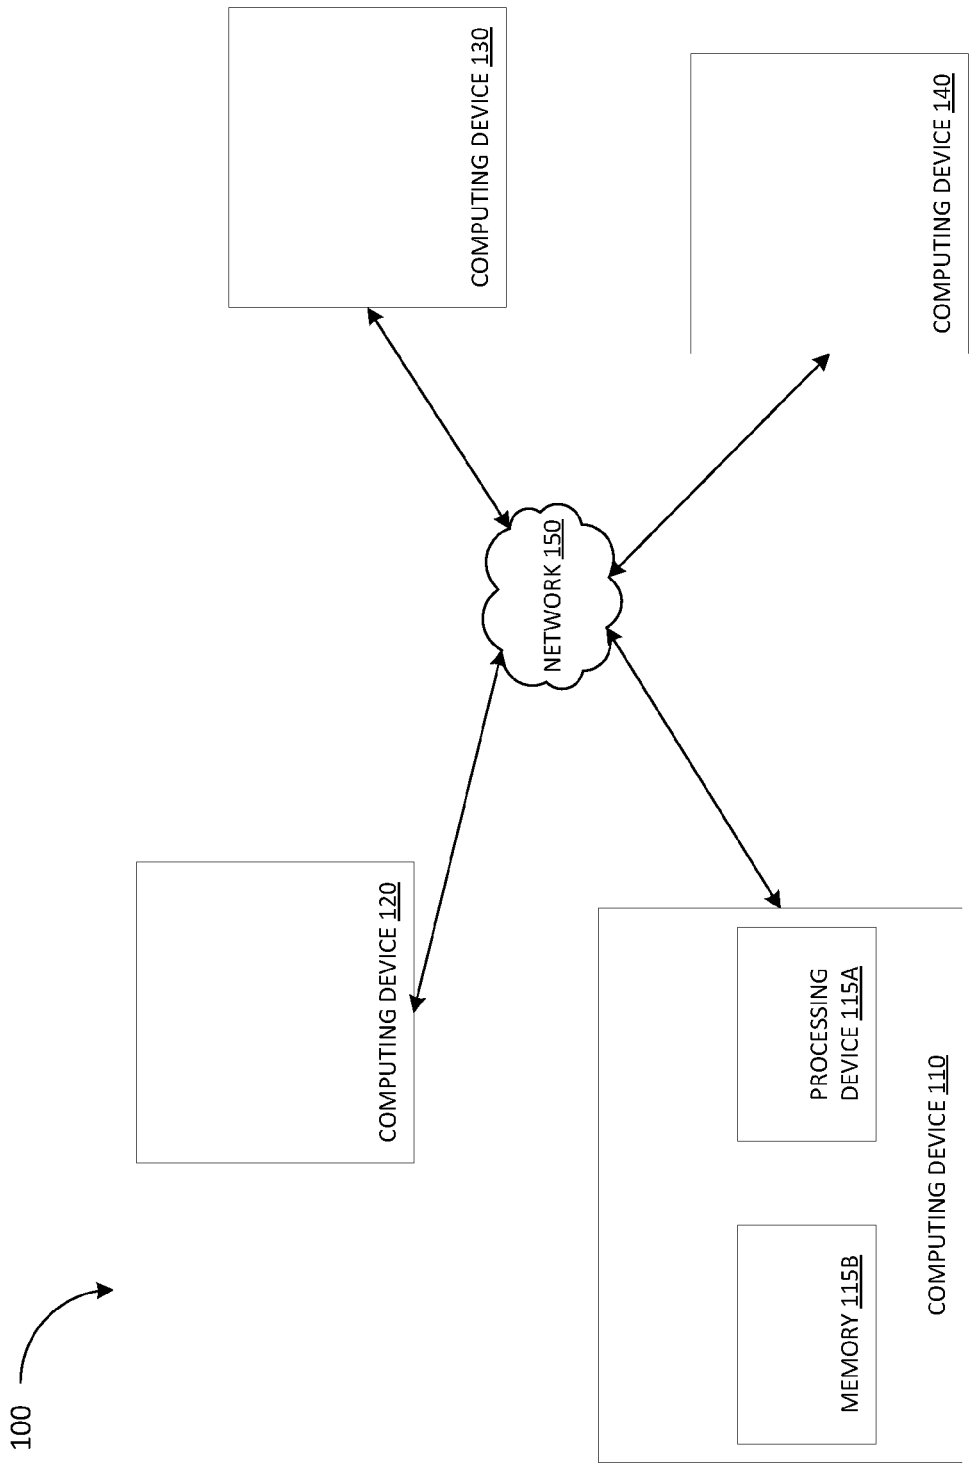 100
COMPUTING DEVICE 120
COMPUTING DEVICE 130
NETWORK 150
MEMORY 115B
PROCESSING
DEVICE 115A
COMPUTING DEVICE 110
COMPUTING DEVICE 140